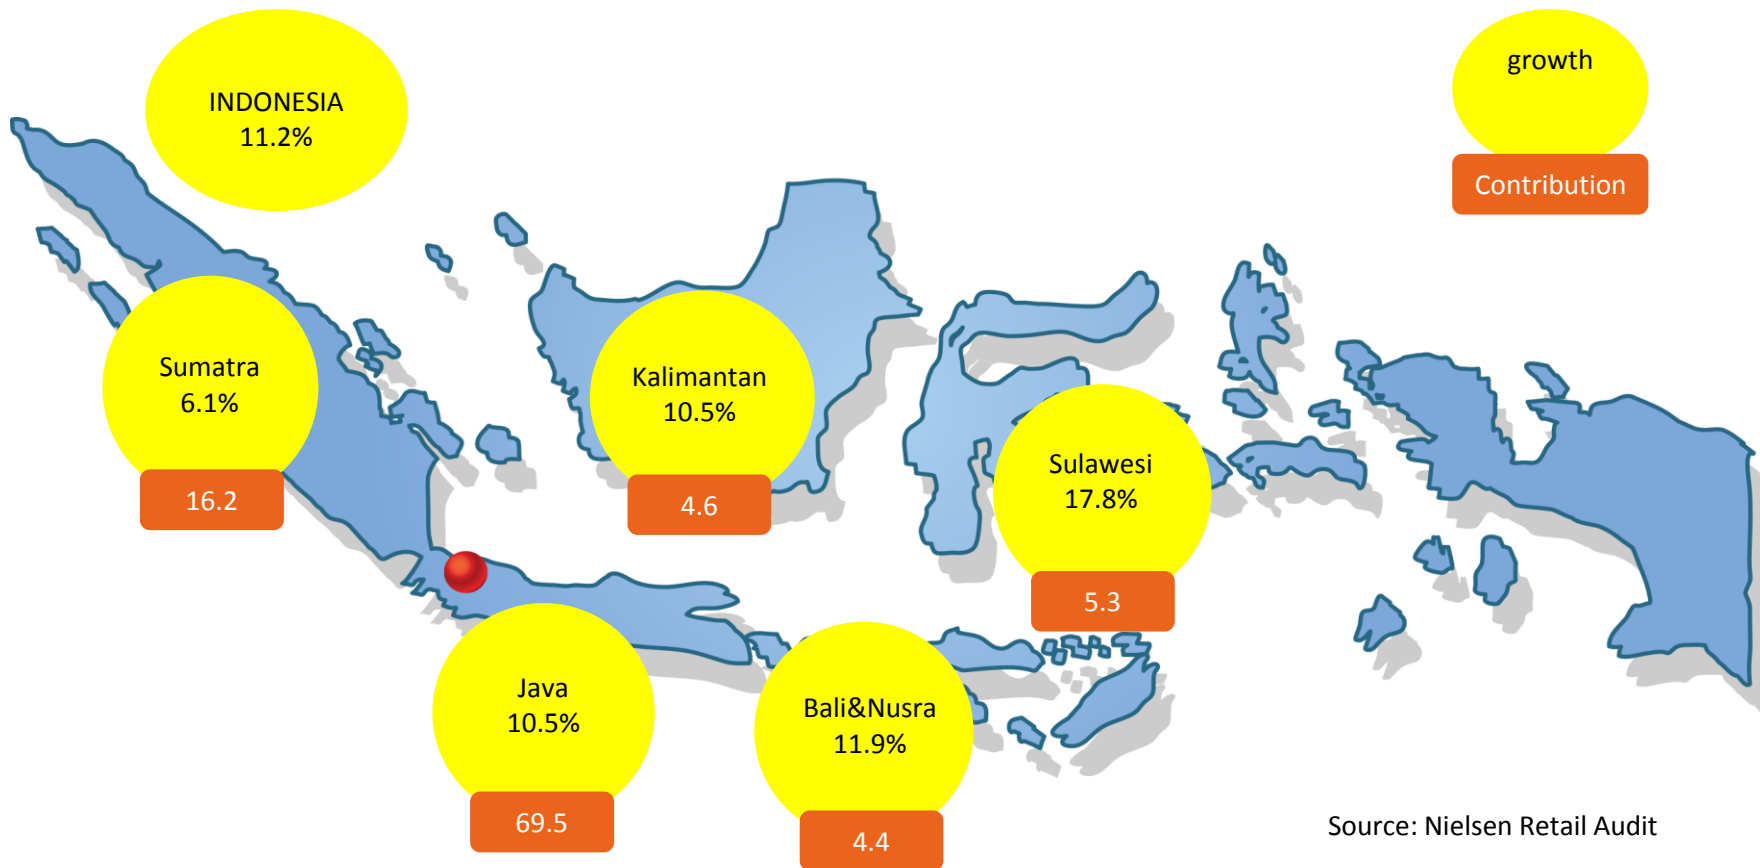 INDONESIA
11.2%
growth
Contribution
Sumatra
6.1%
16.2
Kalimantan
10.5%
4.6
Sulawesi
17.8%
5.3
Java
10.5%
69.5
Bali&Nusra
11.9%
4.4
Source: Nielsen Retail Audit